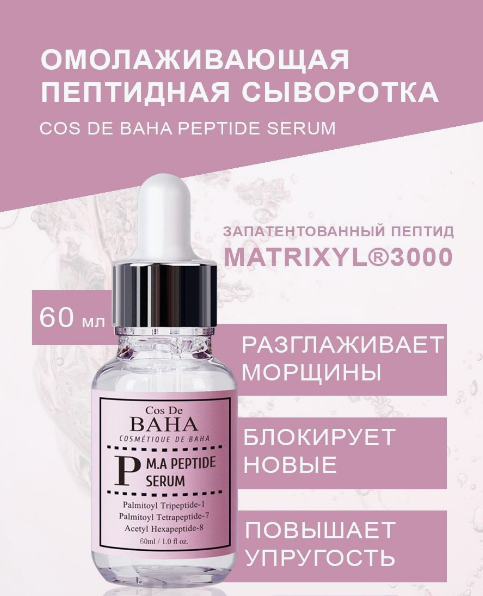 ОМОЛАЖИВАЮЩАЯ
ПЕПТИДНАЯ СЫВОРОТКА
COS DE BAHA PEPTIDE SERUM
ЗАПАТЕНТОВАННЫЙ ПЕПТИД
MATRIXYL®3000
60 мл
РАЗГЛАЖИВАЕТ
МОРЩИНЫ
БЛОКИРУЕТ
НОВЫЕ
ПОВЫШАЕТ
УПРУГОСТЬ
Cos De
BAHA
COSMÉTIQUE DE BAHA
P M.A PEPTIDE
SERUM
Palmitoyl Tripeptide-1
Palmitoyl Tetrapeptide-7
Acetyl Hexapeptide-8
60ml / 1.0 fl oz.